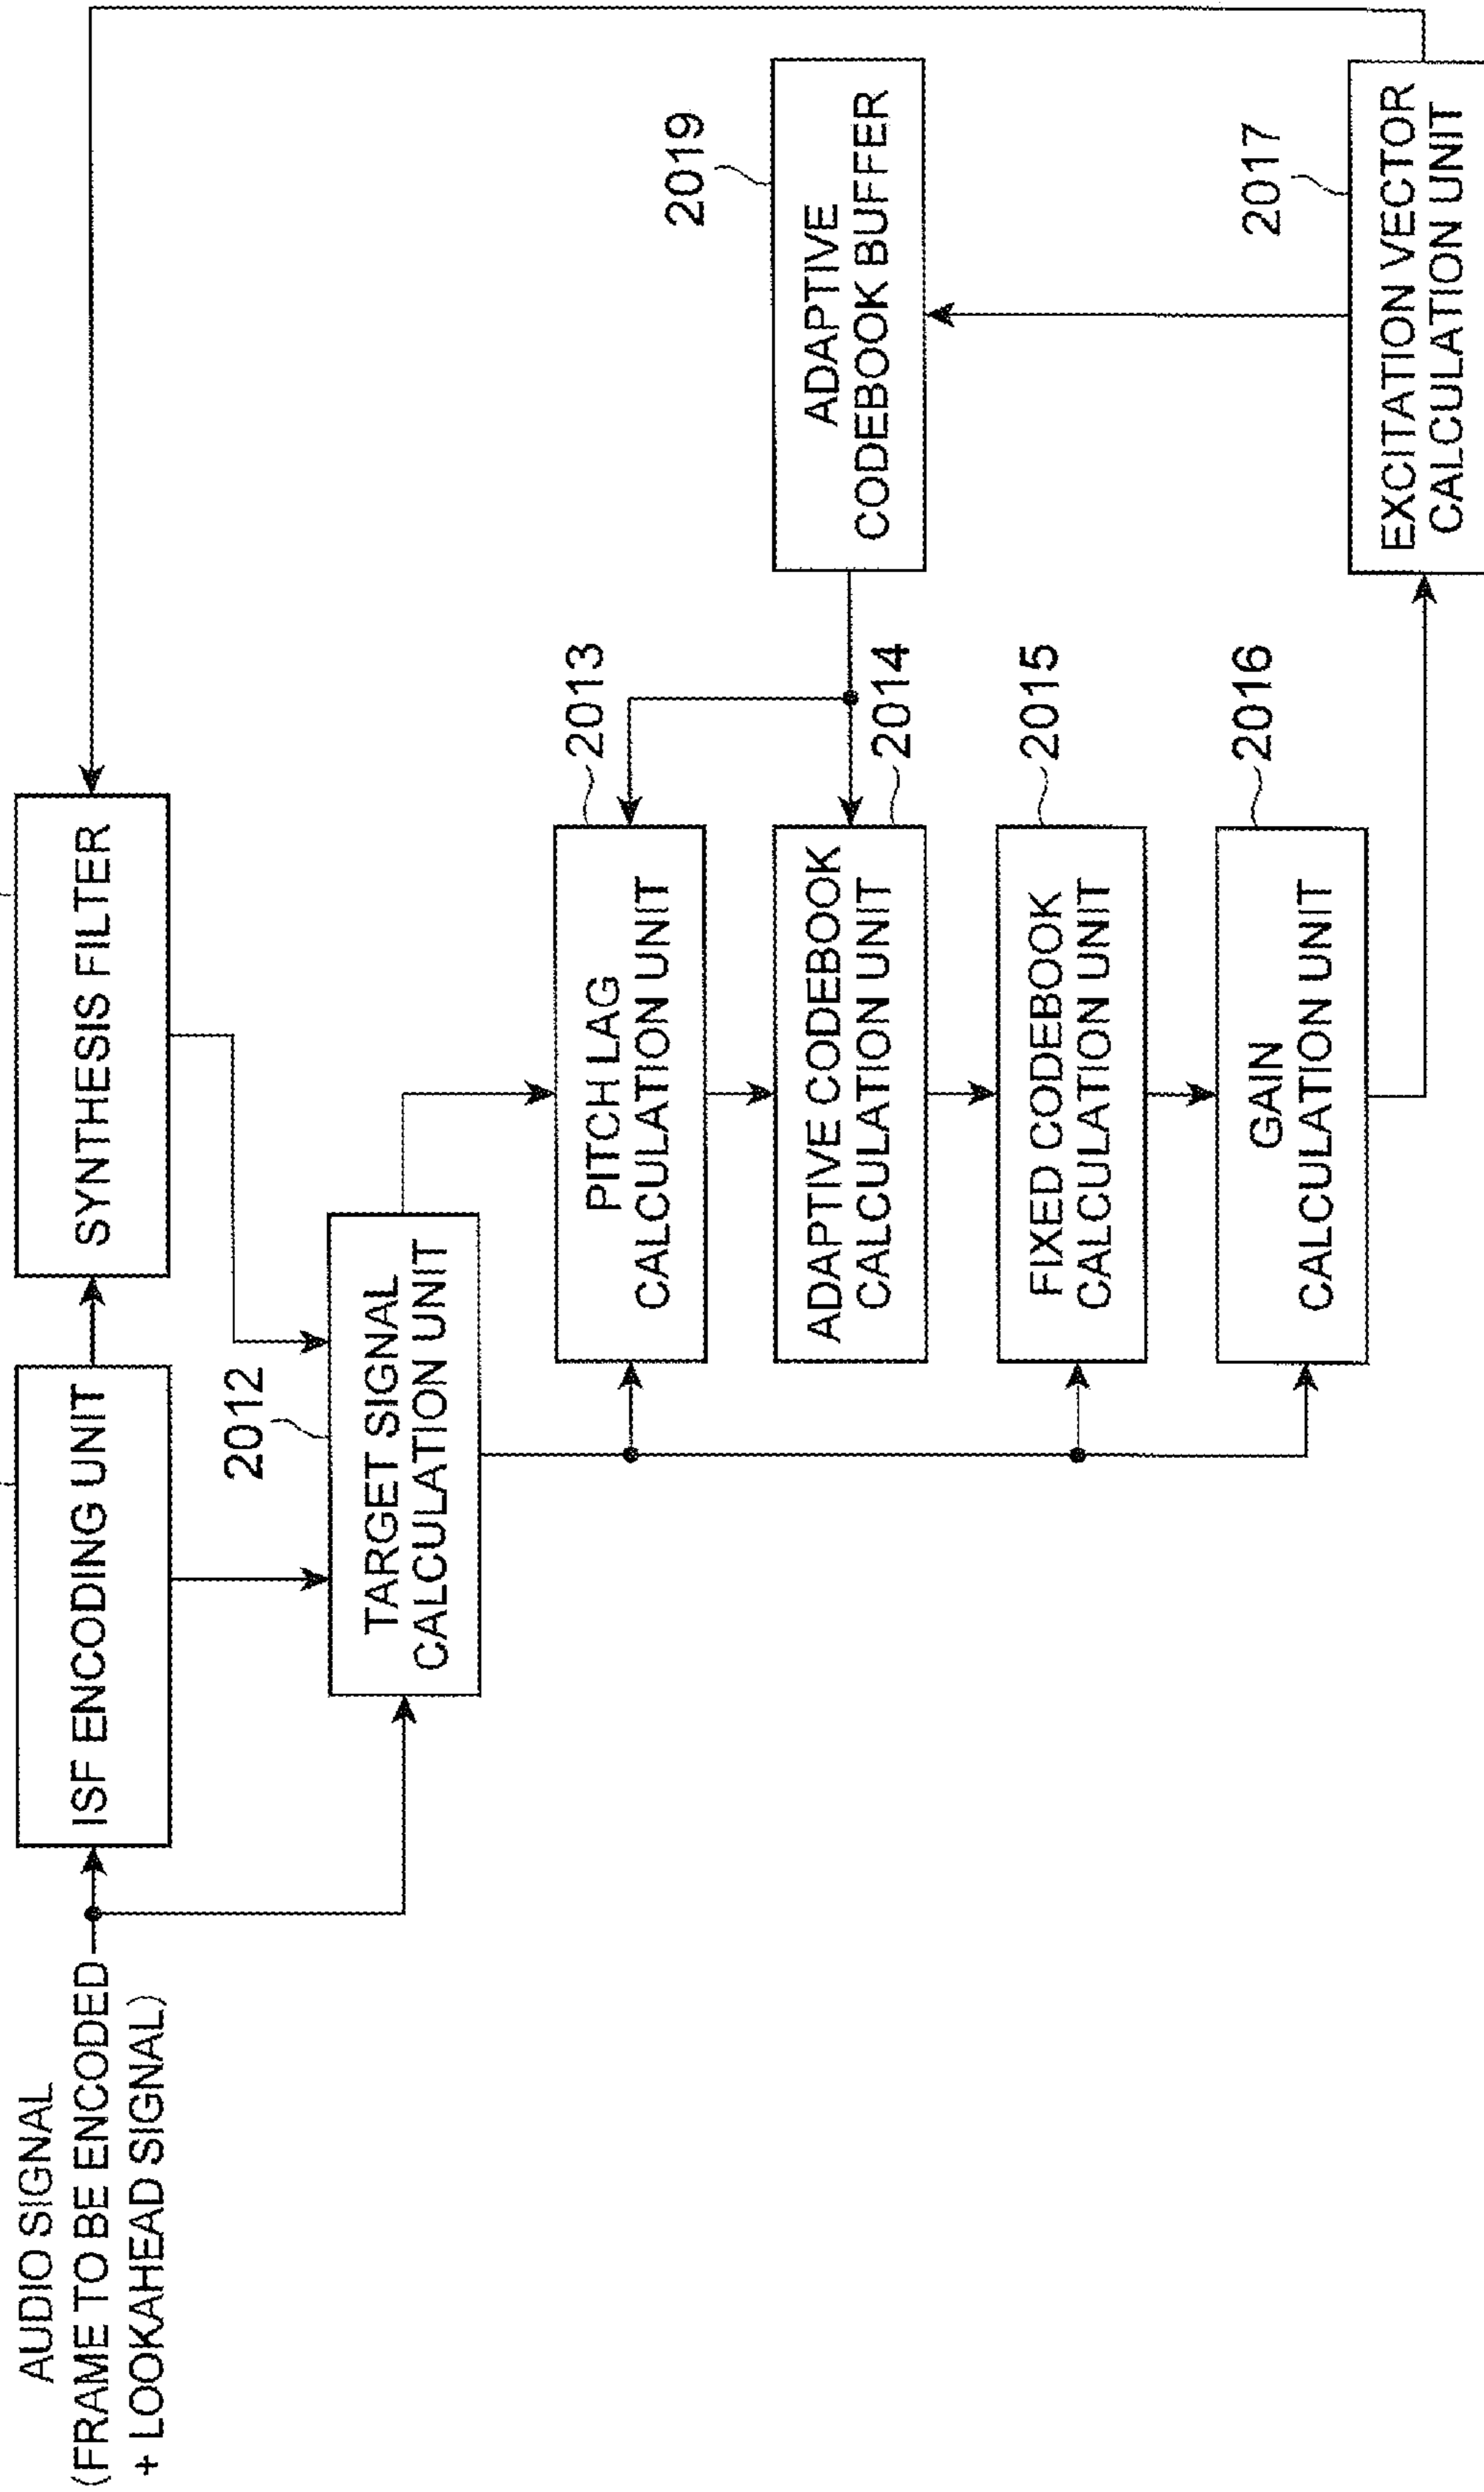 AUDIO SIGNAL
(FRAME TO BE ENCODED
+ LOOKAHEAD SIGNAL)
ISF ENCODING UNIT
SYNTHESIS FILTER
2012
TARGET SIGNAL
CALCULATION UNIT
2013
PITCH LAG
CALCULATION UNIT
2019
ADAPTIVE
CODEBOOK BUFFER
2014
ADAPTIVE CODEBOOK
CALCULATION UNIT
2015
FIXED CODEBOOK
CALCULATION UNIT
2016
GAIN
CALCULATION UNIT
2017
EXCITATION VECTOR
CALCULATION UNIT